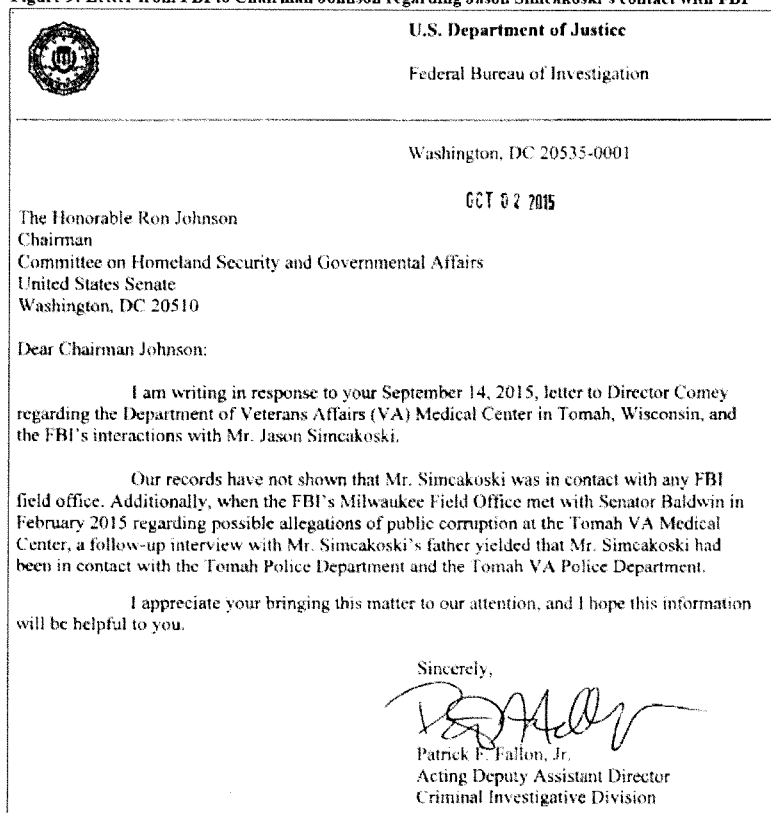 Figure 9: Letter from FBI to Chairman Johnson regarding Jason Simcakoski's contact with FBI
U.S. Department of Justice
Federal Bureau of Investigation
Washington, DC 20535-0001
OCT 02 2015
The Honorable Ron Johnson
Chairman
Committee on Homeland Security and Governmental Affairs
United States Senate
Washington, DC 20510
Dear Chairman Johnson:
I am writing in response to your September 14, 2015, letter to Director Comey
regarding the Department of Veterans Affairs (VA) Medical Center in Tomah, Wisconsin, and
the FBI's interactions with Mr. Jason Simcakoski.
Our records have not shown that Mr. Simcakoski was in contact with any FBI
field office. Additionally, when the FBI's Milwaukee Field Office met with Senator Baldwin in
February 2015 regarding possible allegations of public corruption at the Tomah VA Medical
Center, a follow-up interview with Mr. Simcakoski's father yielded that Mr. Simcakoski had
been in contact with the Tomah Police Department and the Tomah VA Police Department.
I appreciate your bringing this matter to our attention, and I hope this information
will be helpful to you.
Sincerely,
Patrick F. Fallon, Jr.
Acting Deputy Assistant Director
Criminal Investigative Division